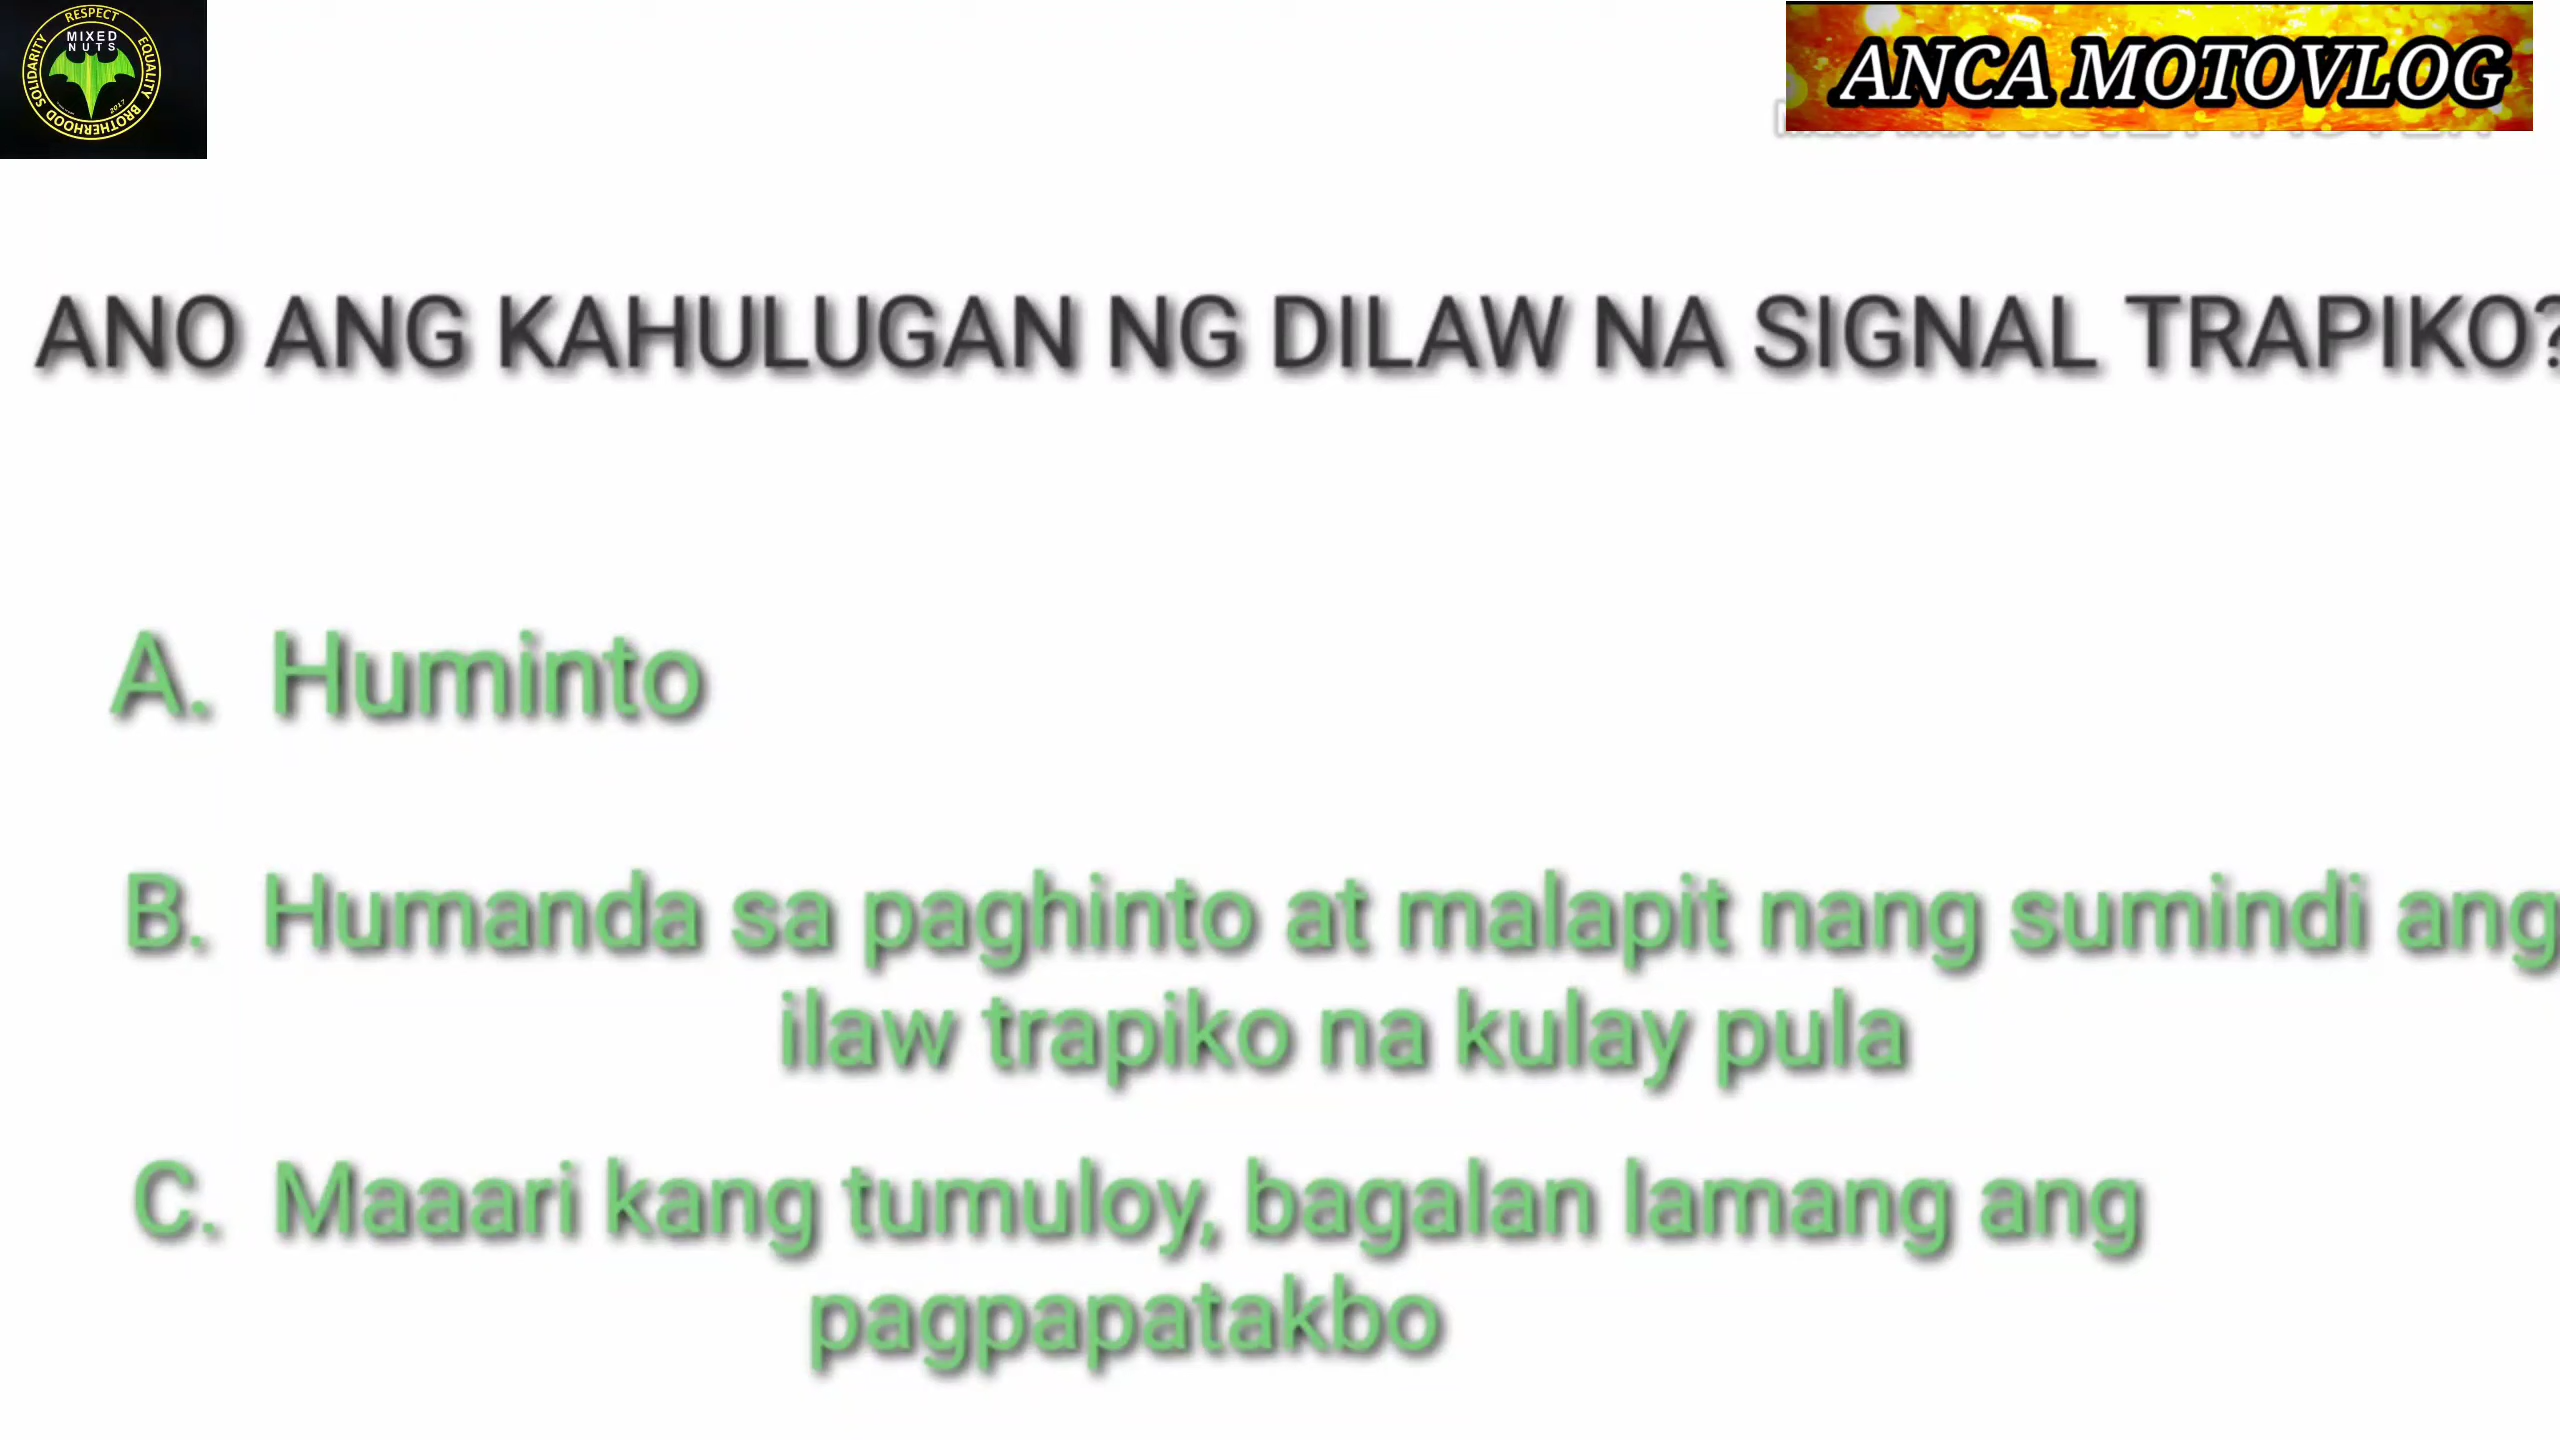 RESPECT
EQUALITY
BROTHERHOOD
SOLIDARITY
MIXED
NUTS
2017
ANCA MOTOVLOG
ANO ANG KAHULUGAN NG DILAW NA SIGNAL TRAPIKO?
A. Huminto
B. Humanda sa paghinto at malapit nang sumindi ang
ilaw trapiko na kulay pula
C. Maaari kang tumuloy, bagalan lamang ang
pagpapatakbo